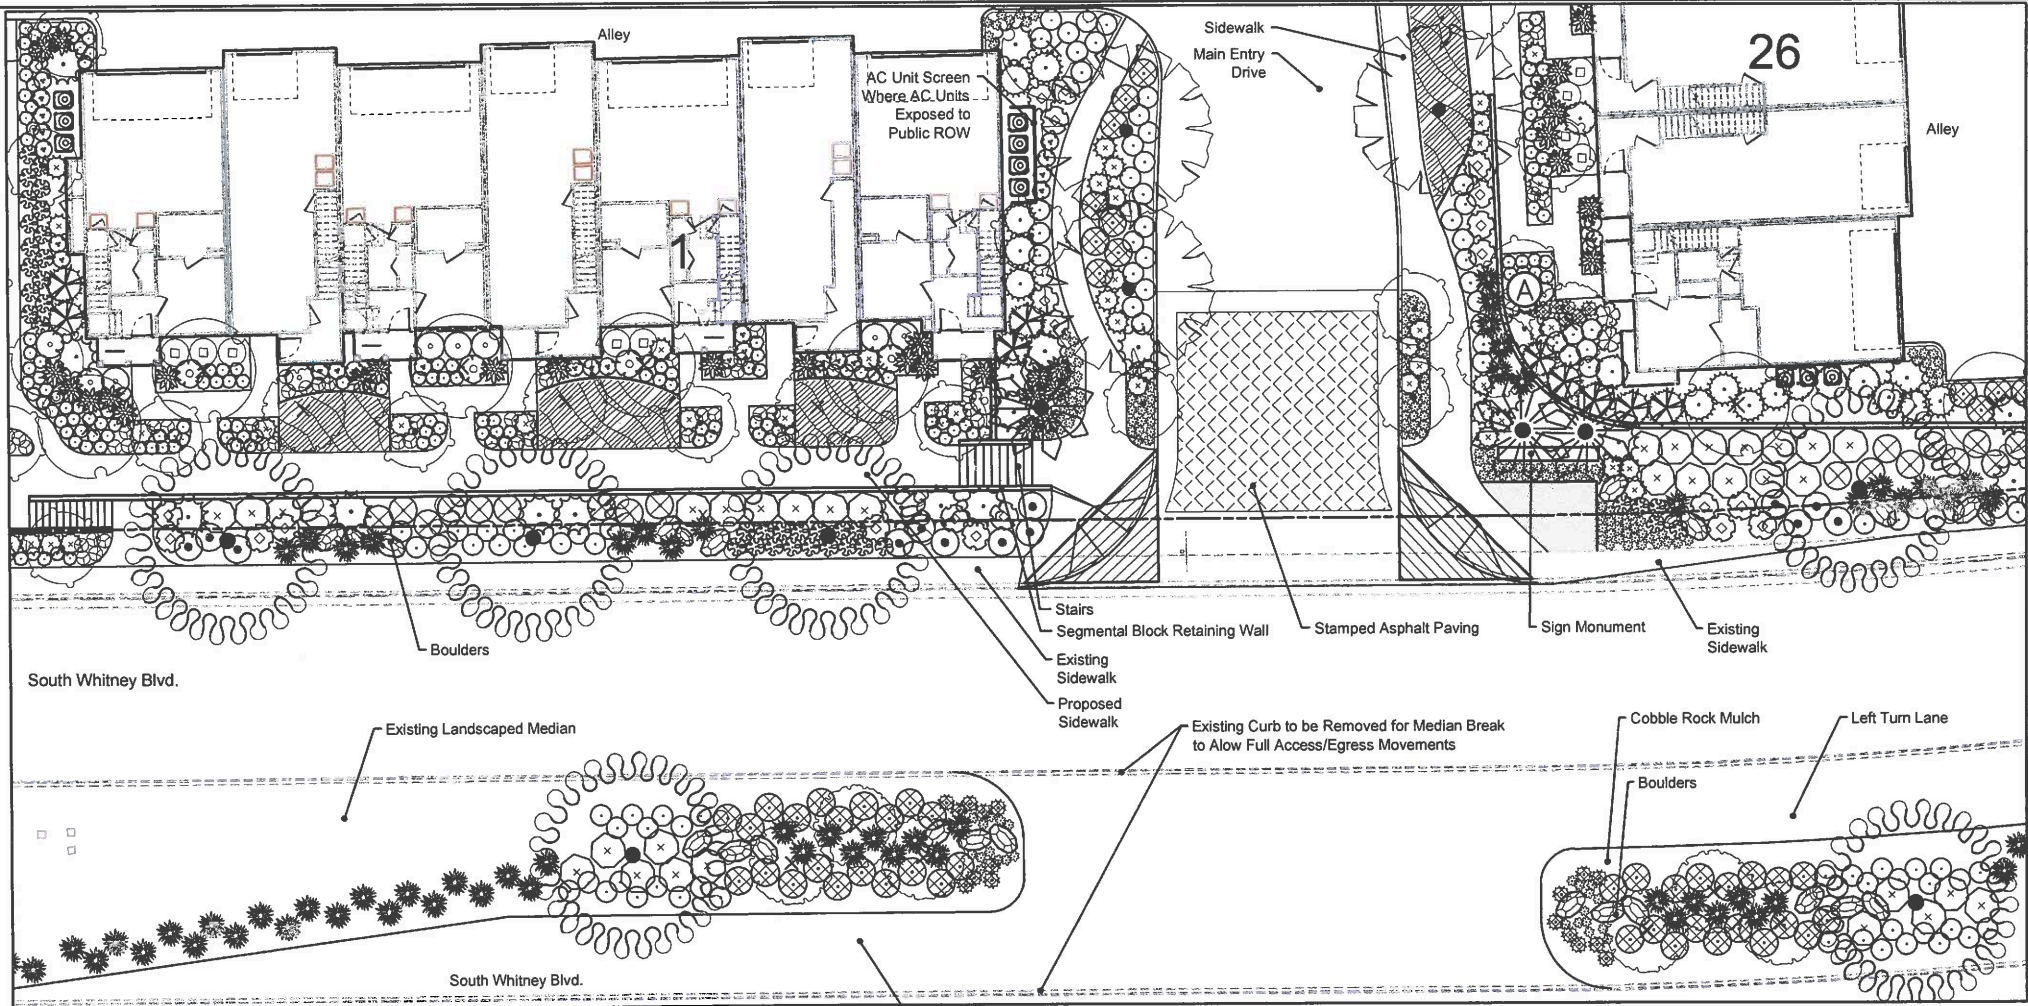 Alley
Sidewalk
Main Entry
Drive
26
AC Unit Screen
Where AC Units
Exposed to
Public ROW
Alley
1
A
Stairs
Segmental Block Retaining Wall
Stamped Asphalt Paving
Sign Monument
Existing
Sidewalk
Boulders
Existing
Sidewalk
South Whitney Blvd.
Proposed
Sidewalk
Existing Landscaped Median
Existing Curb to be Removed for Median Break
to Alow Full Access/Egress Movements
Cobble Rock Mulch
Left Turn Lane
Boulders
South Whitney Blvd.